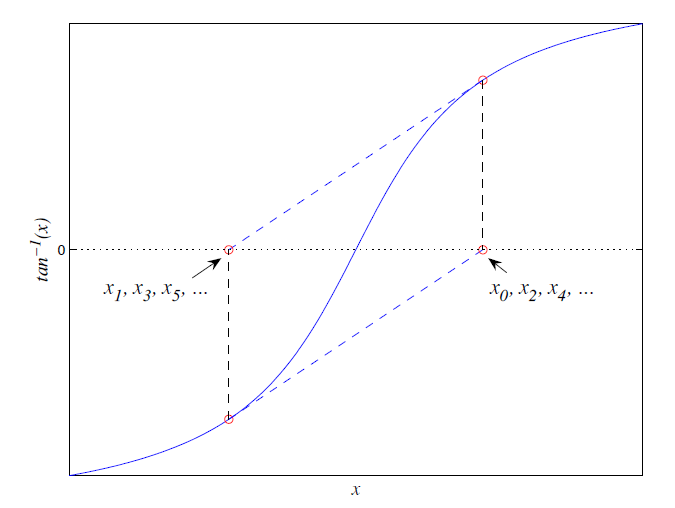 tan⁻¹(x)
0
x₁, x₃, x₅, ...
x₀, x₂, x₄, ...
x